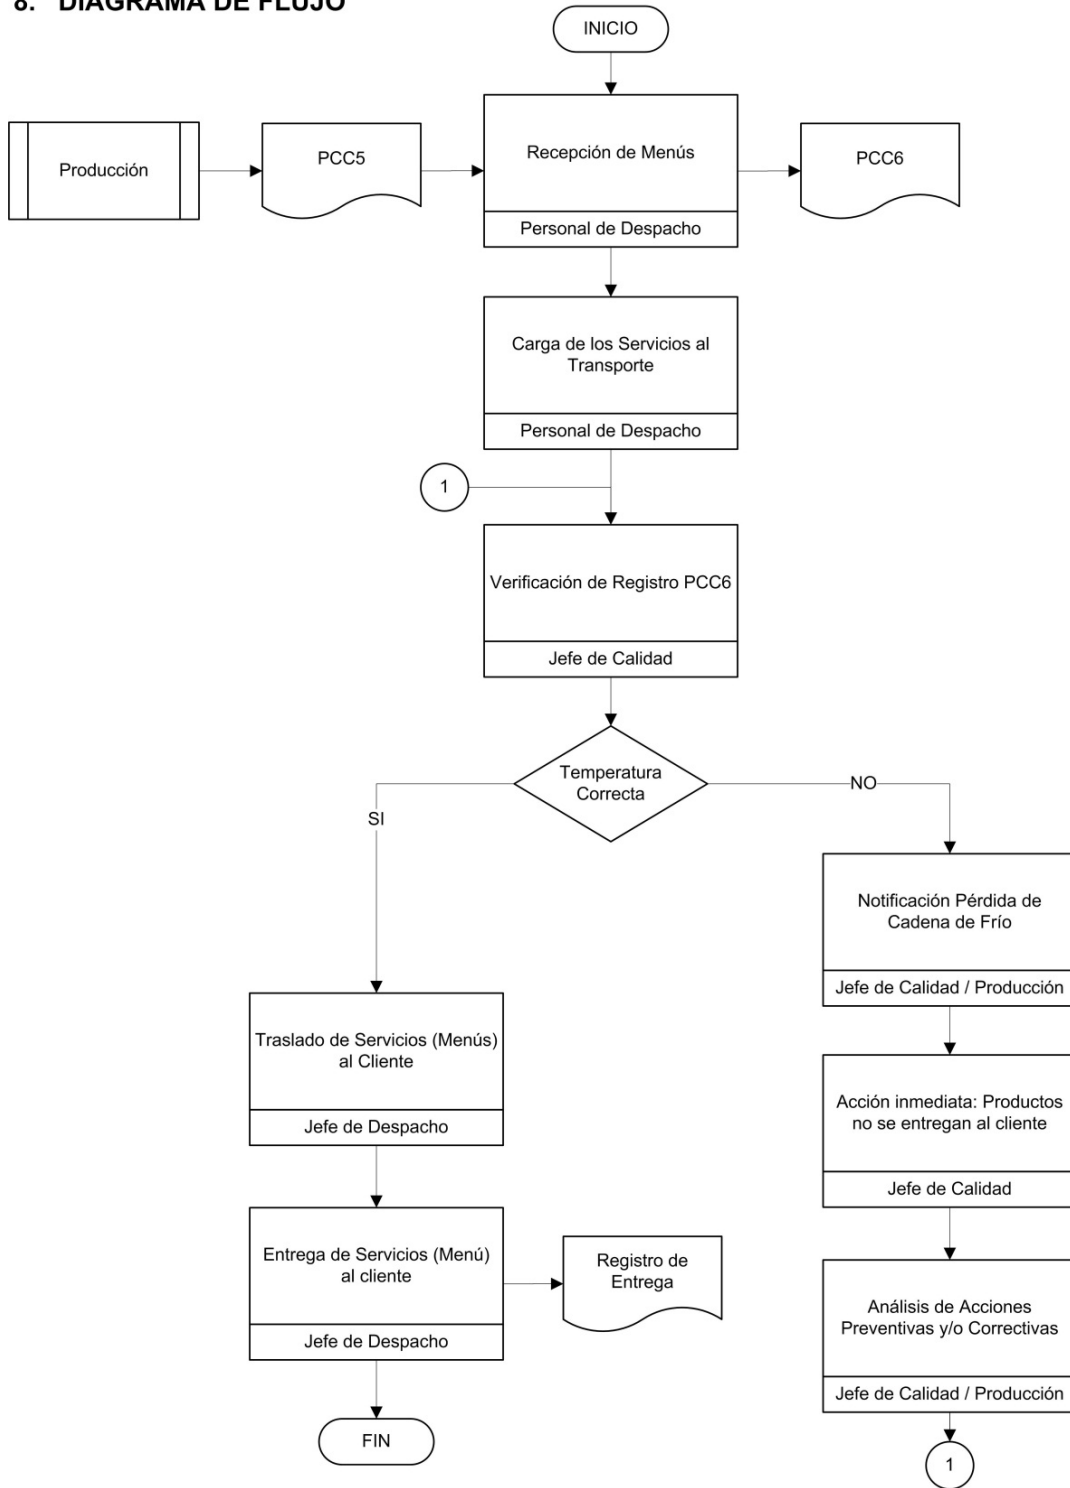 8. DIAGRAMA DE FLUJO
INICIO
Producción
PCC5
Recepción de Menús
Personal de Despacho
PCC6
Carga de los Servicios al
Transporte
Personal de Despacho
1
Verificación de Registro PCC6
Jefe de Calidad
Temperatura
Correcta
SI
NO
Notificación Pérdida de
Cadena de Frío
Jefe de Calidad / Producción
Traslado de Servicios (Menús)
al Cliente
Jefe de Despacho
Acción inmediata: Productos
no se entregan al cliente
Jefe de Calidad
Entrega de Servicios (Menú)
al cliente
Jefe de Despacho
Registro de
Entrega
Análisis de Acciones
Preventivas y/o Correctivas
Jefe de Calidad / Producción
FIN
1